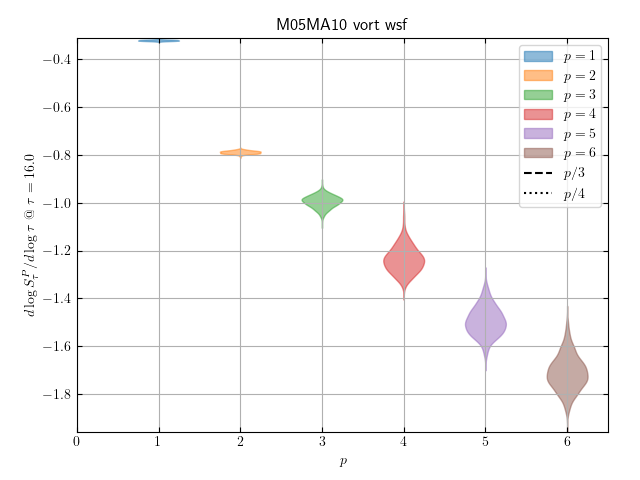 M05MA10 vort wsf
−0.4
−0.6
−0.8
−1.0
−1.2
−1.4
−1.6
−1.8
d log S_τ^P / d log τ @ τ = 16.0
p = 1
p = 2
p = 3
p = 4
p = 5
p = 6
p/3
p/4
0 1 2 3 4 5 6
p